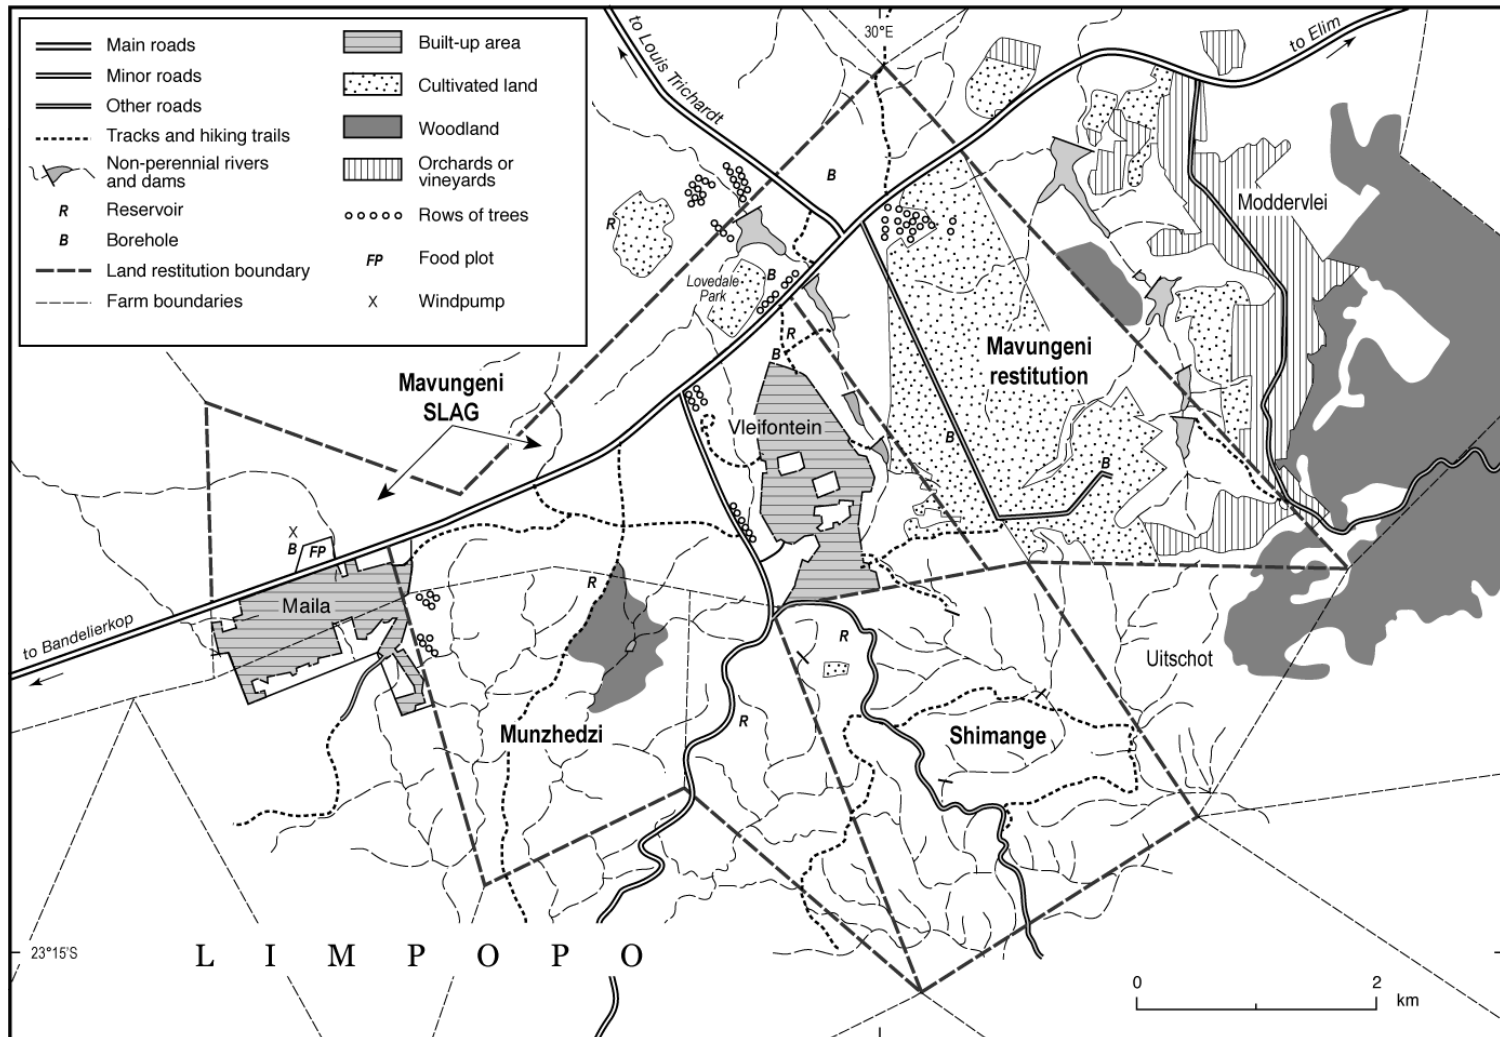 Main roads
Minor roads
Other roads
Tracks and hiking trails
Non-perennial rivers
and dams
R Reservoir
B Borehole
Land restitution boundary
Farm boundaries
Built-up area
Cultivated land
Woodland
Orchards or
vineyards
Rows of trees
FP Food plot
X Windpump
to Louis Trichardt
30°E
to Elim
B
R
Moddervlei
Lovedale
Park
B
R
B
Mavungeni
restitution
Mavungeni
SLAG
Vleifontein
B
B
X
B
FP
R
Maila
to Bandelierkop
R
Uitschot
R
Munzhedzi
Shimange
23°15'S
LIMPOPO
0 2
km